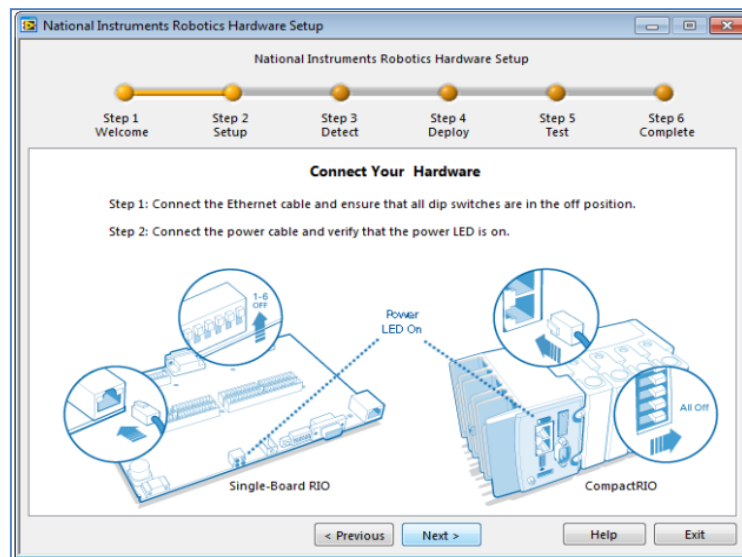 National Instruments Robotics Hardware Setup
National Instruments Robotics Hardware Setup
Step 1 Step 2 Step 3 Step 4 Step 5 Step 6
Welcome Setup Detect Deploy Test Complete
Connect Your Hardware
Step 1: Connect the Ethernet cable and ensure that all dip switches are in the off position.
Step 2: Connect the power cable and verify that the power LED is on.
1-6
OFF
Power
LED On
All Off
Single-Board RIO
CompactRIO
< Previous Next > Help Exit